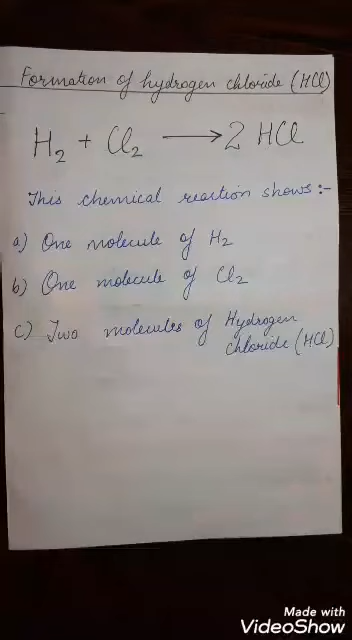 Formation of hydrogen chloride (HCl)
H₂ + Cl₂ ⟶ 2 HCl
This chemical reaction shows :-
a) One molecule of H₂
b) One molecule of Cl₂
c) Two molecules of Hydrogen
chloride (HCl)
Made with
VideoShow